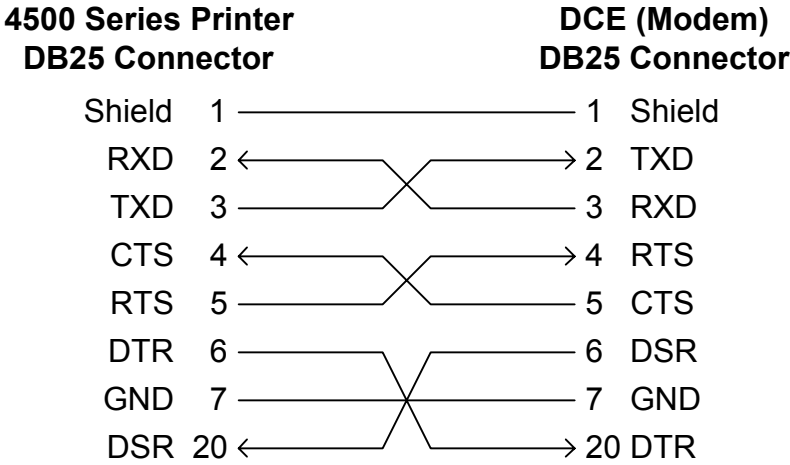 4500 Series Printer DCE (Modem)
DB25 Connector DB25 Connector
Shield 1 1 Shield
RXD 2 2 TXD
TXD 3 3 RXD
CTS 4 4 RTS
RTS 5 5 CTS
DTR 6 6 DSR
GND 7 7 GND
DSR 20 20 DTR